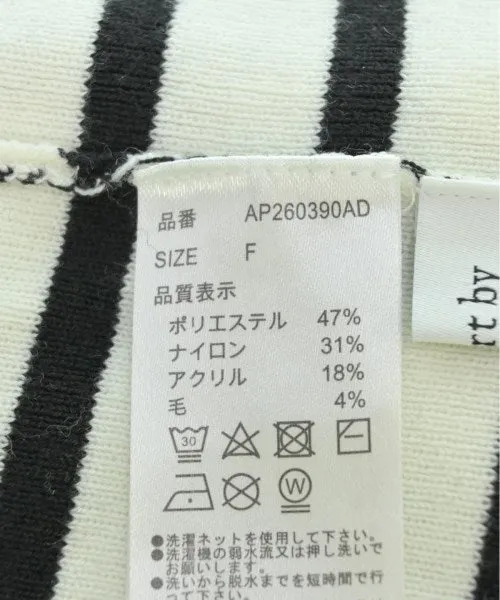 品番 AP260390AD
SIZE F
品質表示
ポリエステル 47%
ナイロン 31%
アクリル 18%
毛 4%
30
W
●洗濯ネットを使用して下さい。
●洗濯機の弱水流又は押し洗いで
お願いします。
●洗いから脱水までを短時間で行
って下さい
rt by